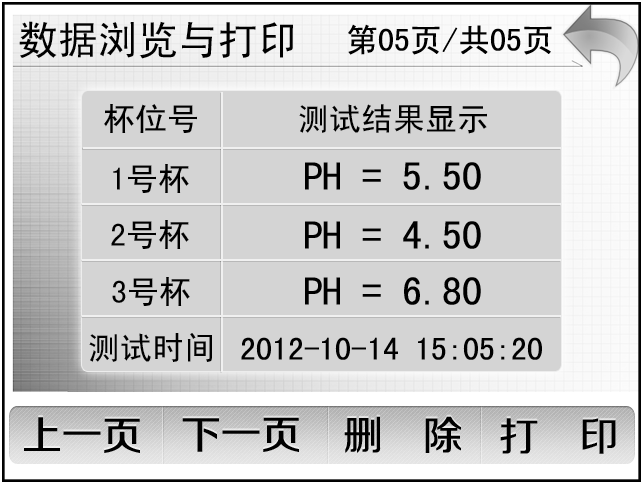 数据浏览与打印 第05页/共05页
杯位号 测试结果显示
1号杯 PH = 5.50
2号杯 PH = 4.50
3号杯 PH = 6.80
测试时间 2012-10-14 15:05:20
上一页 下一页 删 除 打 印